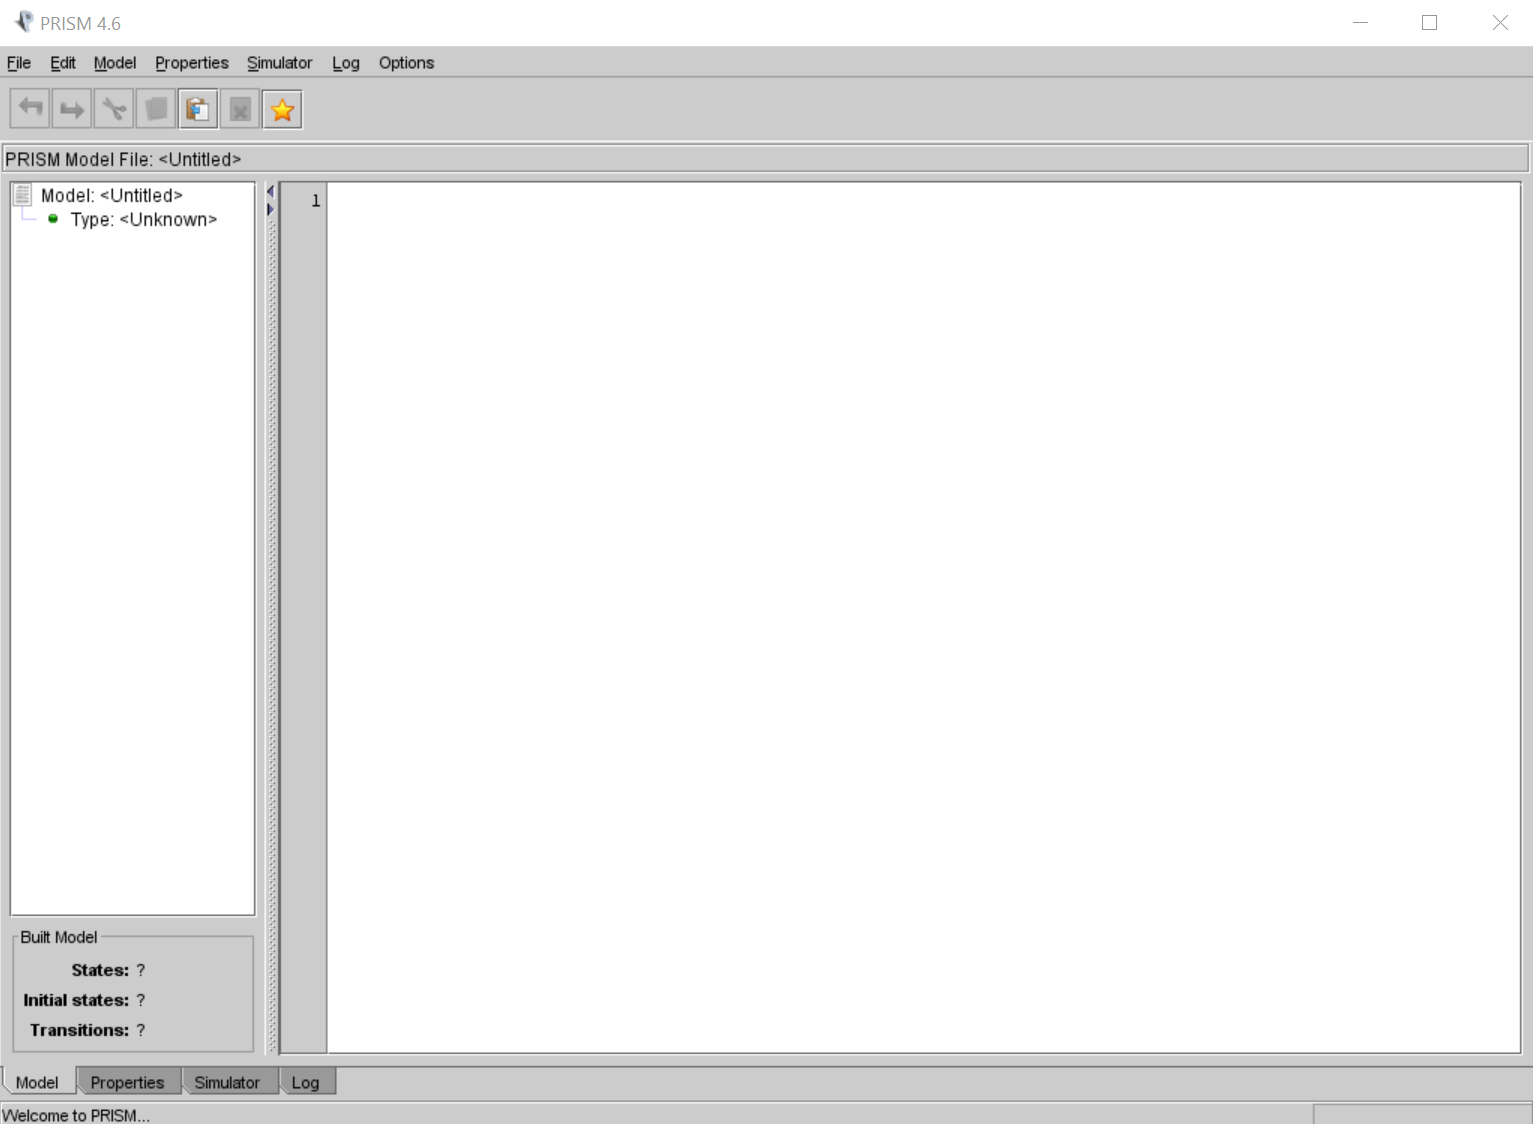 PRISM 4.6
File Edit Model Properties Simulator Log Options
PRISM Model File: <Untitled>
Model: <Untitled>
Type: <Unknown>
1
Built Model
States: ?
Initial states: ?
Transitions: ?
Model Properties Simulator Log
Welcome to PRISM...